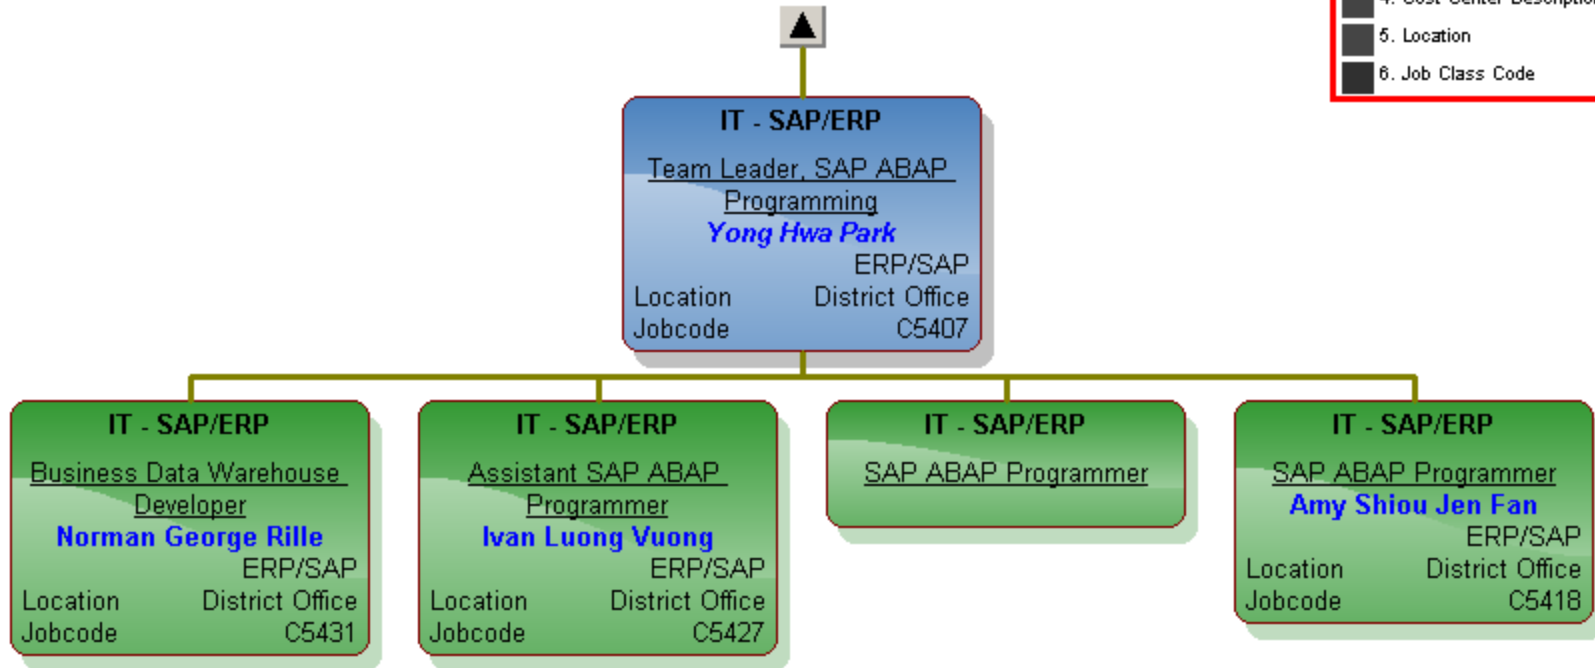 4. Cost Center Description
5. Location
6. Job Class Code
IT - SAP/ERP
Team Leader, SAP ABAP
Programming
Yong Hwa Park
ERP/SAP
Location District Office
Jobcode C5407
IT - SAP/ERP
Business Data Warehouse
Developer
Norman George Rille
ERP/SAP
Location District Office
Jobcode C5431
IT - SAP/ERP
Assistant SAP ABAP
Programmer
Ivan Luong Vuong
ERP/SAP
Location District Office
Jobcode C5427
IT - SAP/ERP
SAP ABAP Programmer
IT - SAP/ERP
SAP ABAP Programmer
Amy Shiou Jen Fan
ERP/SAP
Location District Office
Jobcode C5418